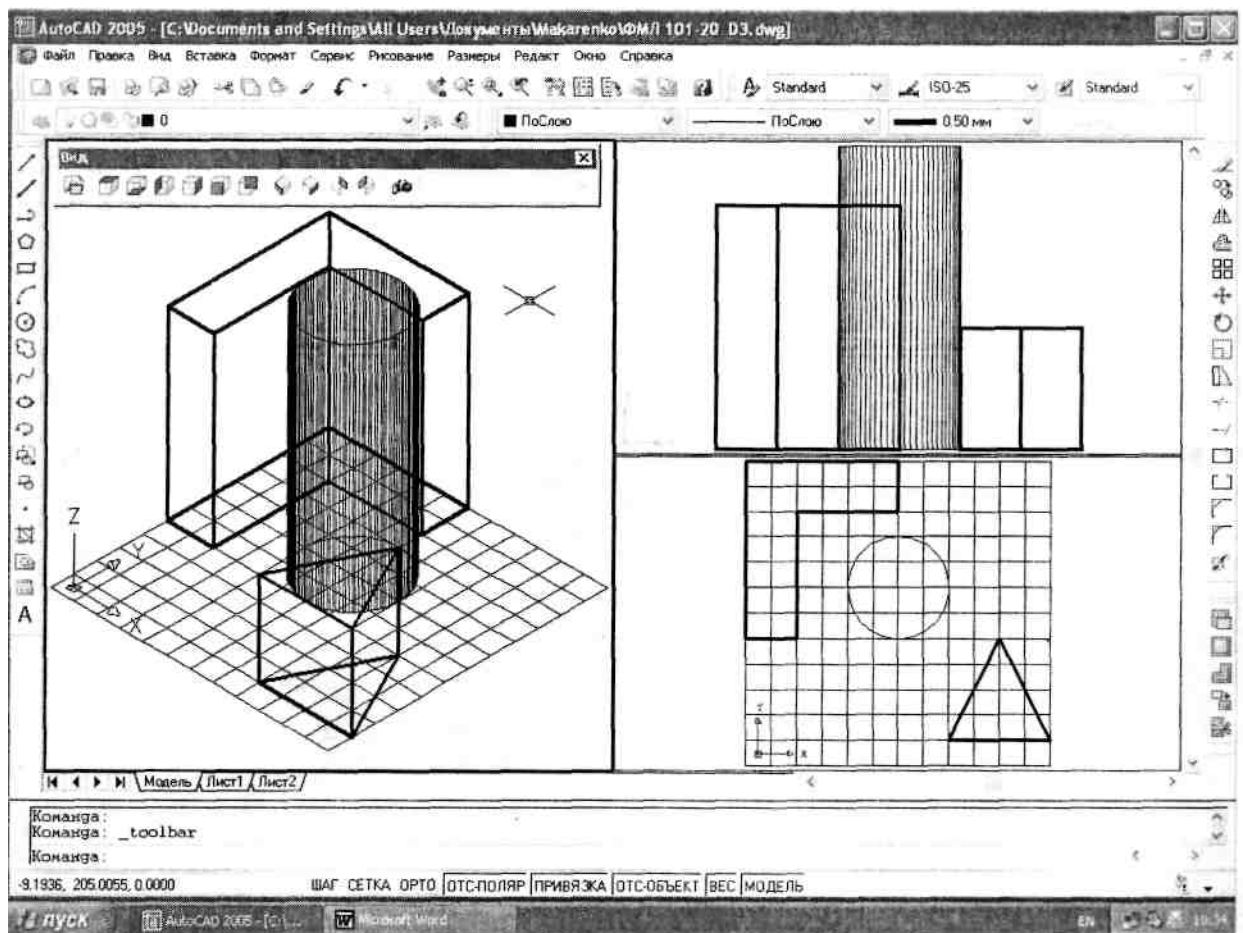 AutoCAD 2005 - [C:\Documents and Settings\All Users\Документы\Makarenko\ФМЛ 101-20 D3.dwg]
Файл Правка Вид Вставка Формат Сервис Рисование Размеры Редакт Окно Справка
Standard ISO-25 Standard
0 ПоСлою ПоСлою 0.50 мм
Вид
Z
Y
X
A
Y
X
Модель Лист1 Лист2
Команда:
Команда: _toolbar
Команда:
-9.1936, 205.0055, 0.0000 ШАГ СЕТКА ОРТО ОТС-ПОЛЯР ПРИВЯЗКА ОТС-ОБЪЕКТ ВЕС МОДЕЛЬ
пуск AutoCAD 2005 - [C:\... Microsoft Word EN 10:34